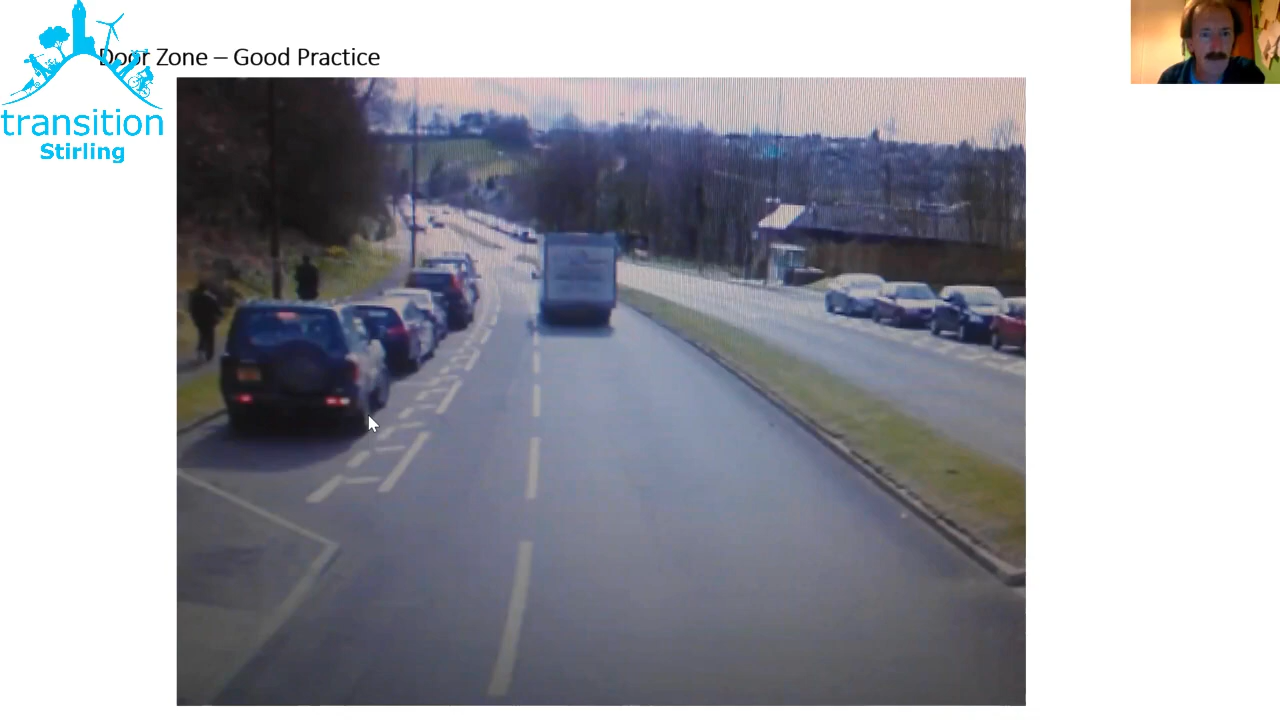 Door Zone – Good Practice
transition
Stirling